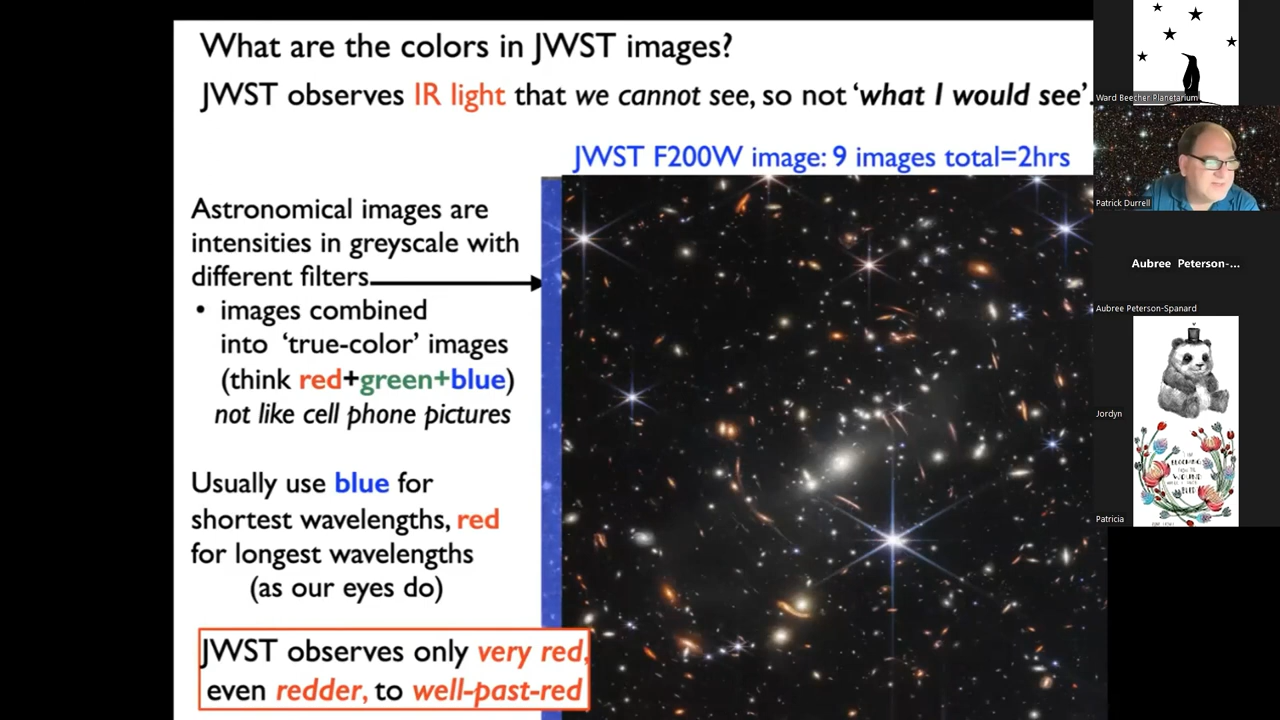 What are the colors in JWST images?
JWST observes IR light that we cannot see, so not ‘what I would see’.
JWST F200W image: 9 images total=2hrs
Astronomical images are
intensities in greyscale with
different filters
• images combined
into ‘true-color’ images
(think red+green+blue)
not like cell phone pictures
Usually use blue for
shortest wavelengths, red
for longest wavelengths
(as our eyes do)
JWST observes only very red,
even redder, to well-past-red
Ward Beecher Planetarium
Patrick Durrell
Aubree Peterson-...
Aubree Peterson-Spanard
Jordyn
BLOOMING
WOUND
Patricia